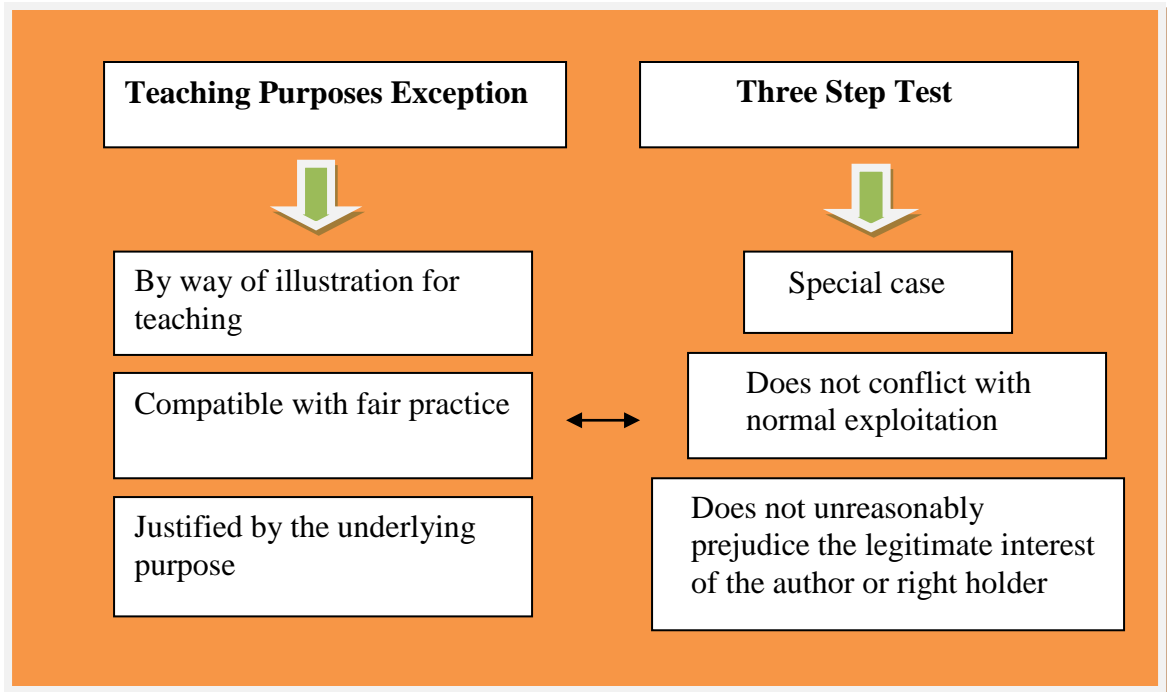 Teaching Purposes Exception
Three Step Test
By way of illustration for
teaching
Compatible with fair practice
Justified by the underlying
purpose
Special case
Does not conflict with
normal exploitation
Does not unreasonably
prejudice the legitimate interest
of the author or right holder